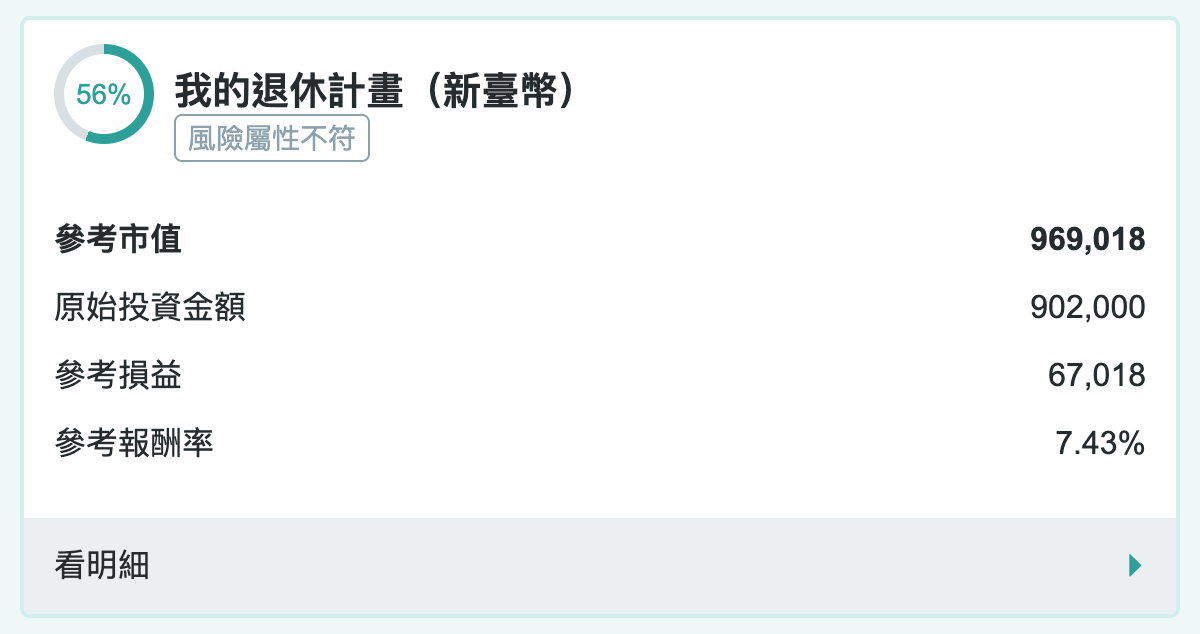 56%
我的退休計畫（新臺幣）
風險屬性不符
參考市值 969,018
原始投資金額 902,000
參考損益 67,018
參考報酬率 7.43%
看明細